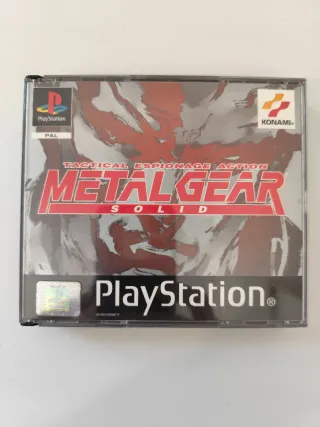 PlayStation
PAL
KONAMI
TACTICAL ESPIONAGE ACTION
METAL GEAR
SOLID
PlayStation®